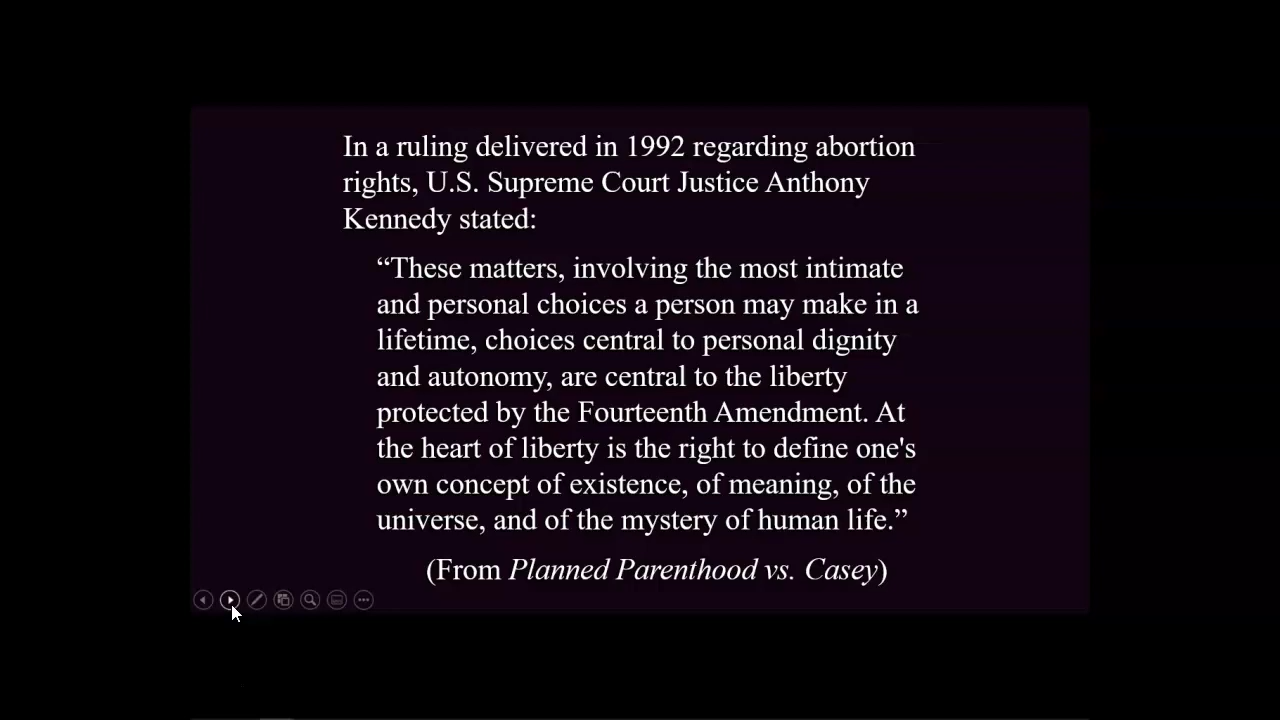 In a ruling delivered in 1992 regarding abortion
rights, U.S. Supreme Court Justice Anthony
Kennedy stated:
“These matters, involving the most intimate
and personal choices a person may make in a
lifetime, choices central to personal dignity
and autonomy, are central to the liberty
protected by the Fourteenth Amendment. At
the heart of liberty is the right to define one's
own concept of existence, of meaning, of the
universe, and of the mystery of human life.”
(From Planned Parenthood vs. Casey)